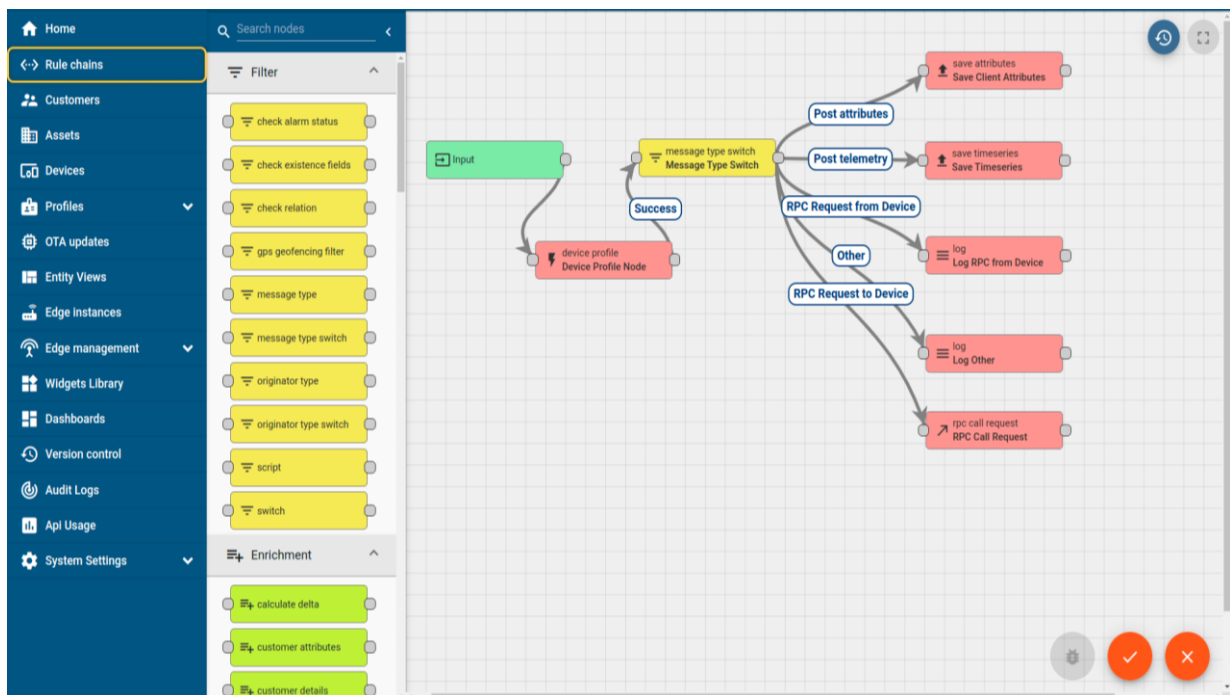 Home
Rule chains
Customers
Assets
Devices
Profiles
OTA updates
Entity Views
Edge instances
Edge management
Widgets Library
Dashboards
Version control
Audit Logs
Api Usage
System Settings
Search nodes
Filter
check alarm status
check existence fields
check relation
gps geofencing filter
message type
message type switch
originator type
originator type switch
script
switch
Enrichment
calculate delta
customer attributes
customer details
Input
device profile
Device Profile Node
Success
message type switch
Message Type Switch
Post attributes
Post telemetry
RPC Request from Device
Other
RPC Request to Device
save attributes
Save Client Attributes
save timeseries
Save Timeseries
log
Log RPC from Device
log
Log Other
rpc call request
RPC Call Request